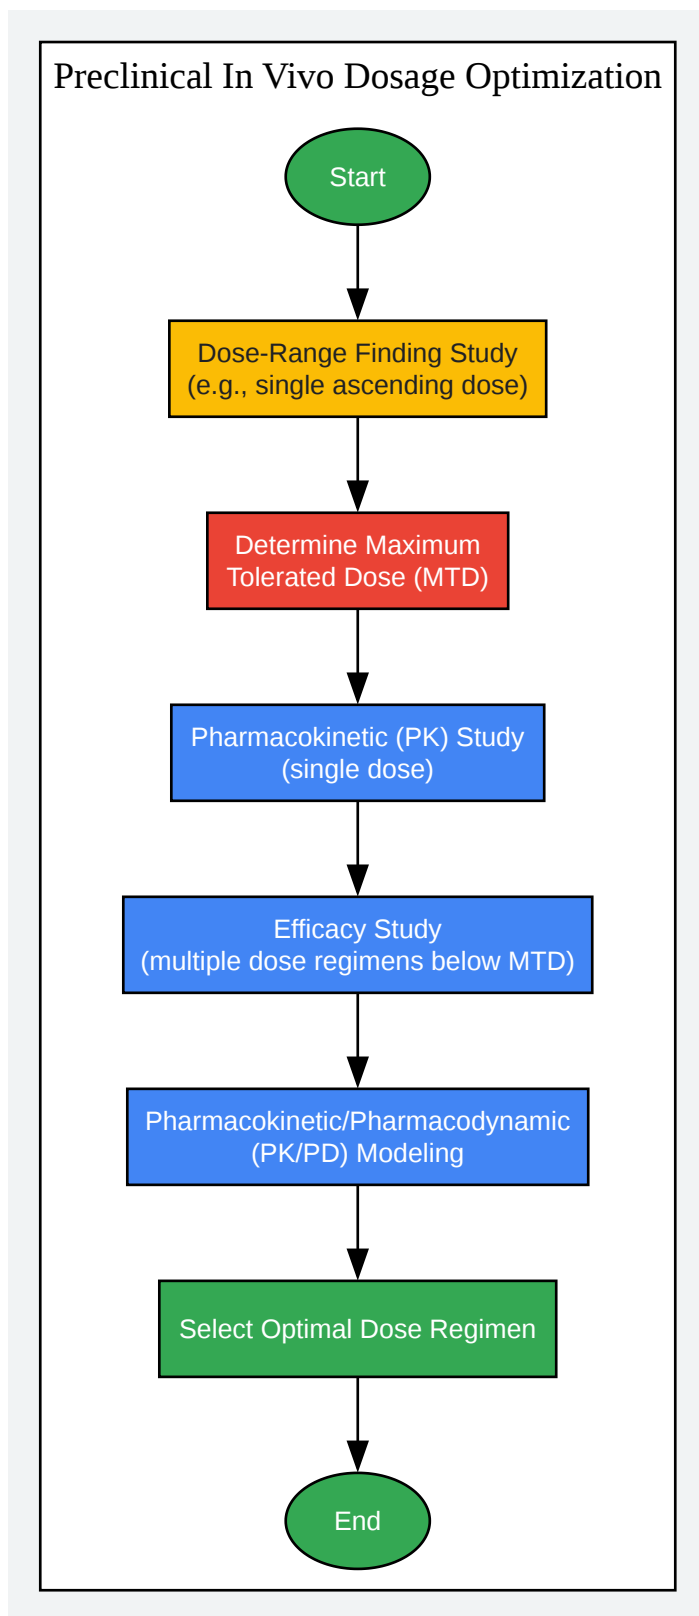 Preclinical In Vivo Dosage Optimization
Start
Dose-Range Finding Study
(e.g., single ascending dose)
Determine Maximum
Tolerated Dose (MTD)
Pharmacokinetic (PK) Study
(single dose)
Efficacy Study
(multiple dose regimens below MTD)
Pharmacokinetic/Pharmacodynamic
(PK/PD) Modeling
Select Optimal Dose Regimen
End